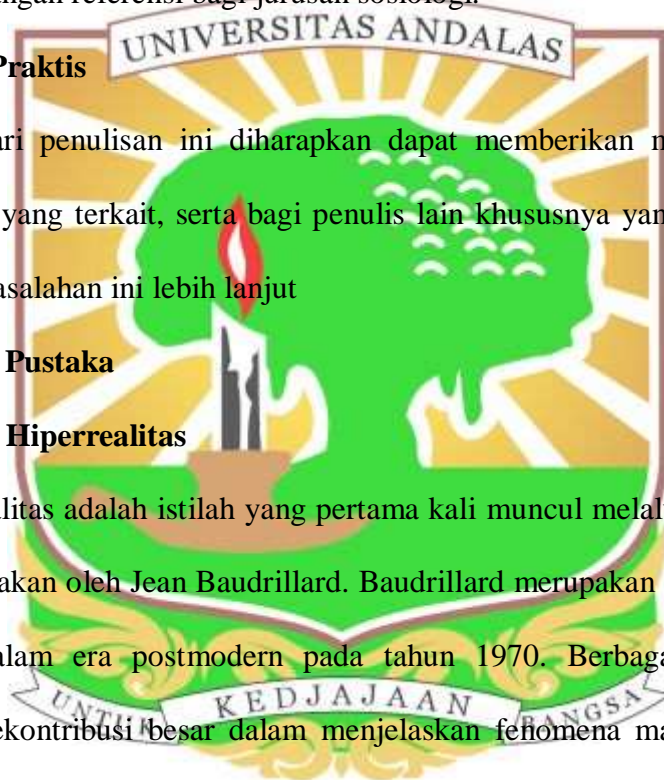 ngan referensi bagi jurusan sosiologi.
UNIVERSITAS ANDALAS
Praktis
ari penulisan ini diharapkan dapat memberikan m
yang terkait, serta bagi penulis lain khususnya yan
asalahan ini lebih lanjut
Pustaka
Hiperrealitas
litas adalah istilah yang pertama kali muncul melal
akan oleh Jean Baudrillard. Baudrillard merupakan
alam era postmodern pada tahun 1970. Berbaga
UNTUK KEDJAJAAN BANGSA
ekontribusi besar dalam menjelaskan fenomena ma